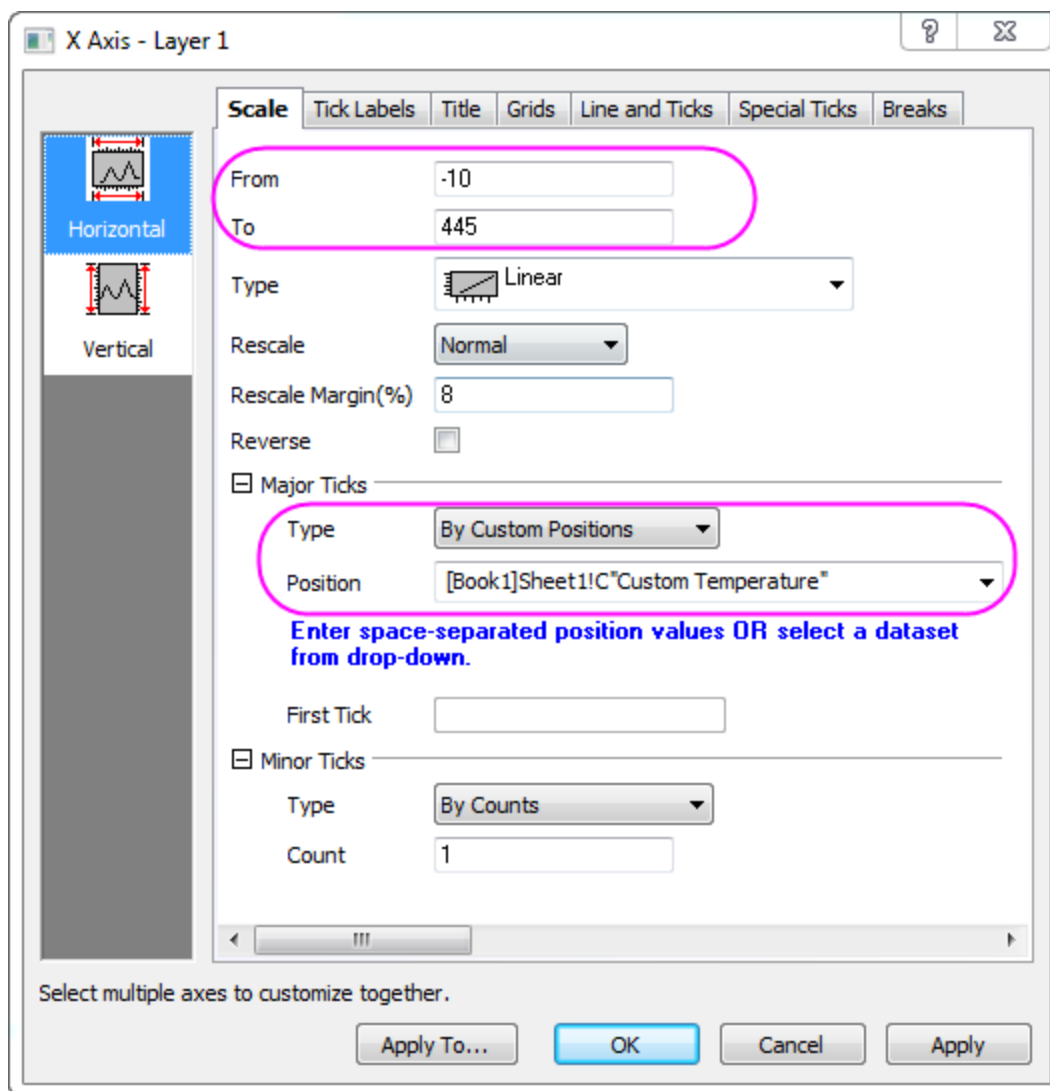 X Axis - Layer 1
Scale Tick Labels Title Grids Line and Ticks Special Ticks Breaks
Horizontal
Vertical
From -10
To 445
Type Linear
Rescale Normal
Rescale Margin(%) 8
Reverse
Major Ticks
Type By Custom Positions
Position [Book1]Sheet1!C"Custom Temperature"
Enter space-separated position values OR select a dataset
from drop-down.
First Tick
Minor Ticks
Type By Counts
Count 1
Select multiple axes to customize together.
Apply To... OK Cancel Apply